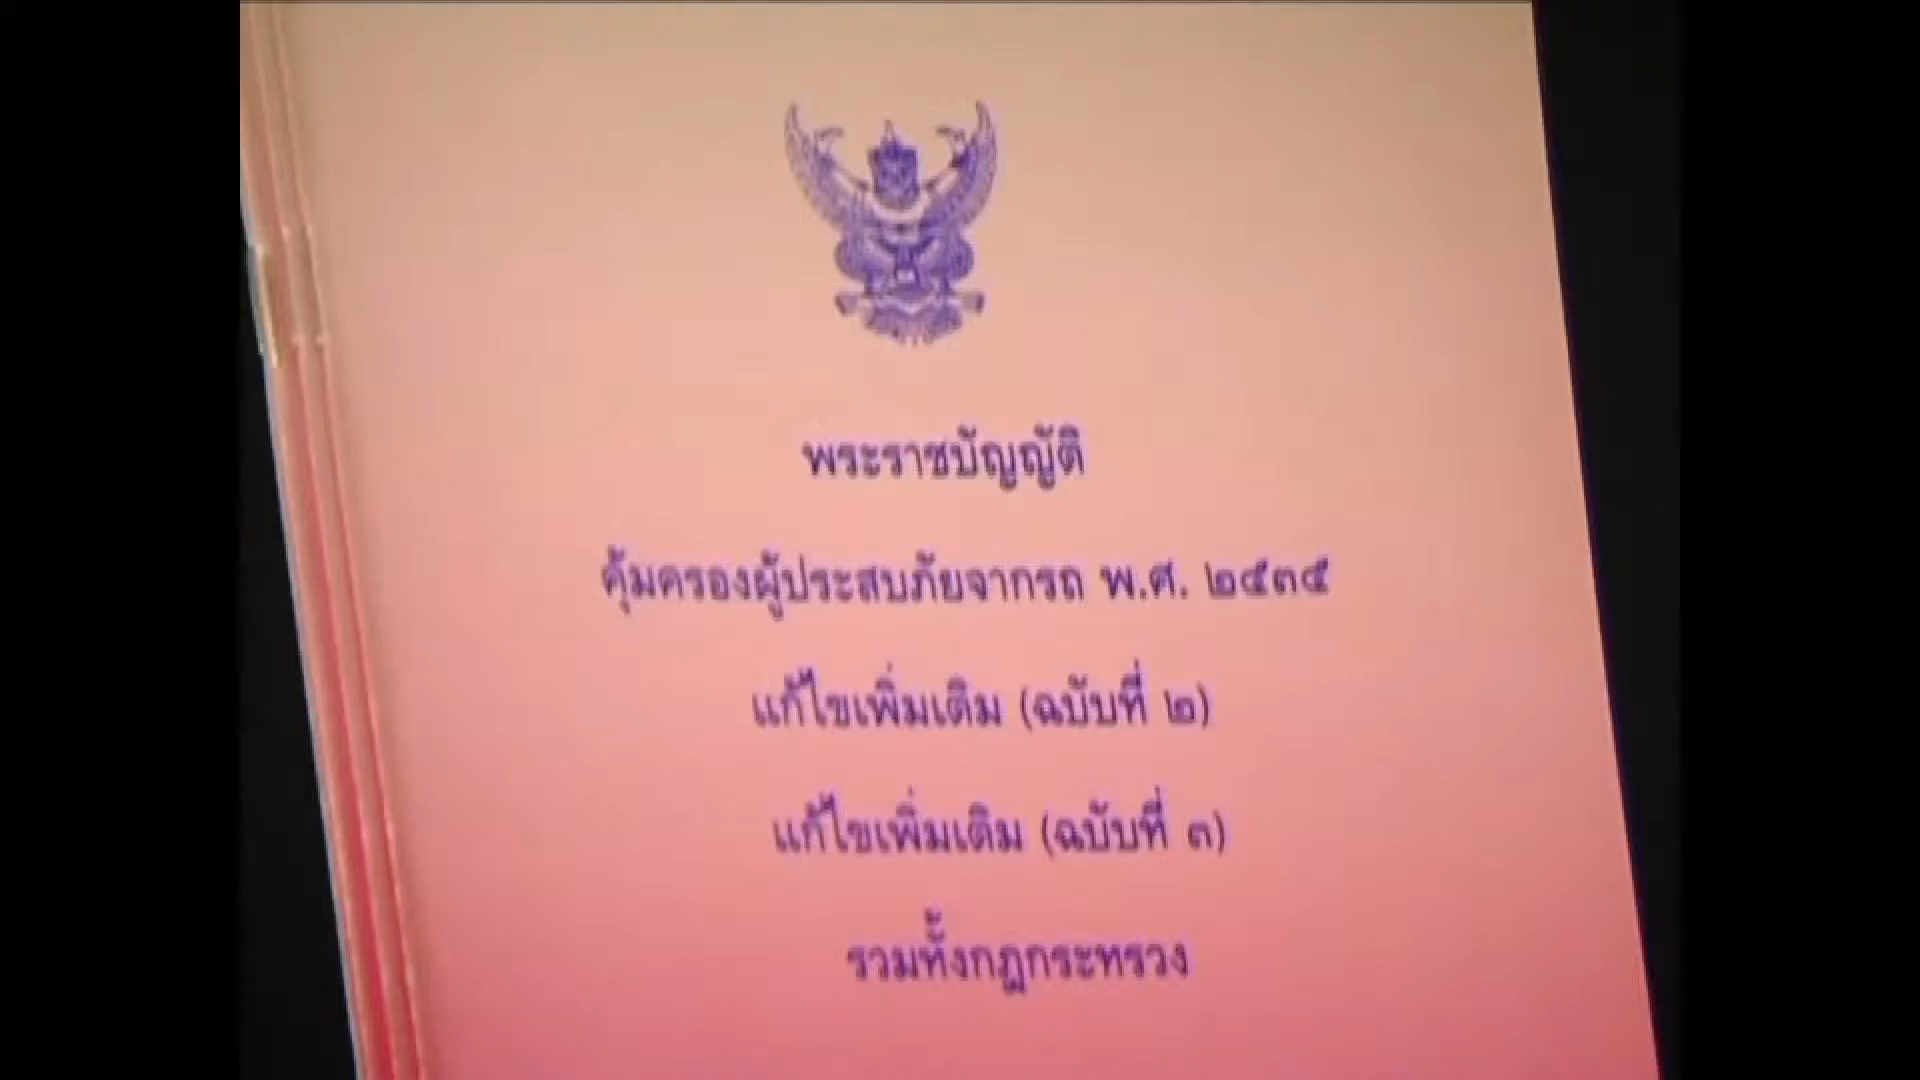 พระราชบัญญัติ
คุ้มครองผู้ประสบภัยจากรถ พ.ศ. ๒๕๓๕
แก้ไขเพิ่มเติม (ฉบับที่ ๒)
แก้ไขเพิ่มเติม (ฉบับที่ ๓)
รวมทั้งกฎกระทรวง